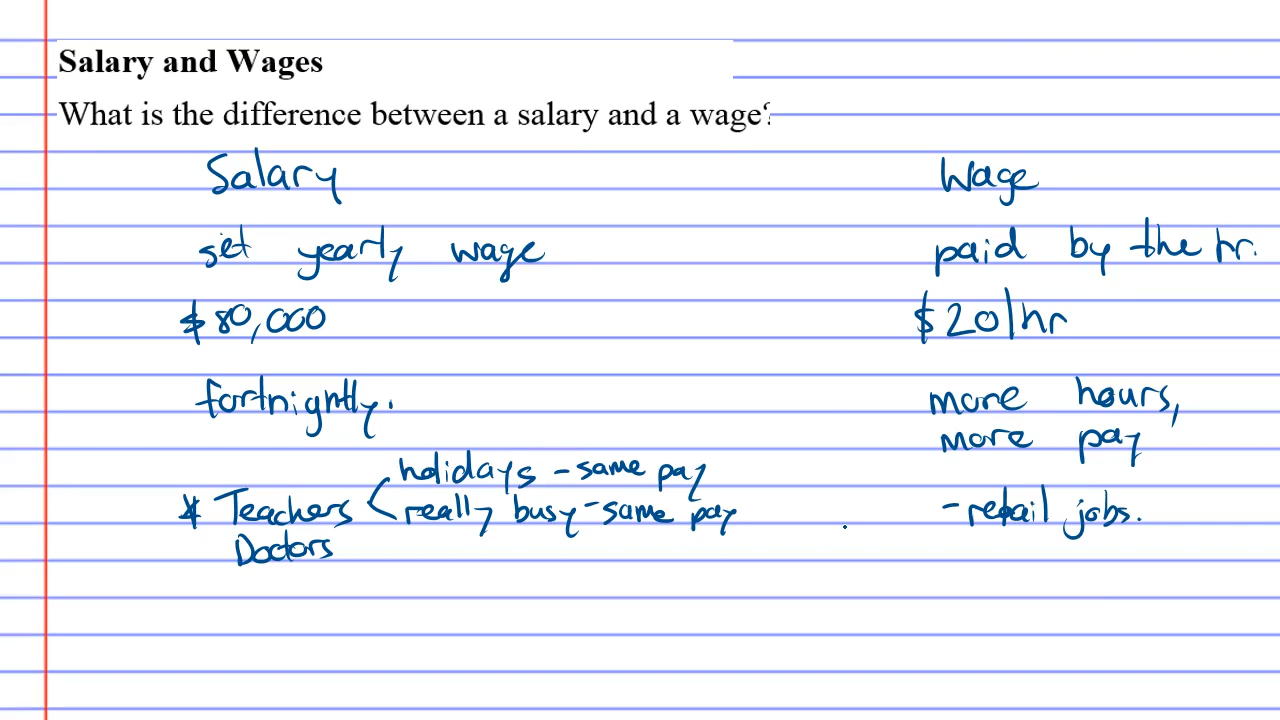 Salary and Wages
What is the difference between a salary and a wage?
Salary
Wage
set yearly wage
paid by the hr.
$80,000
$20/hr
fortnightly.
more hours,
more pay
holidays - same pay
* Teachers < really busy - same pay
- retail jobs.
Doctors